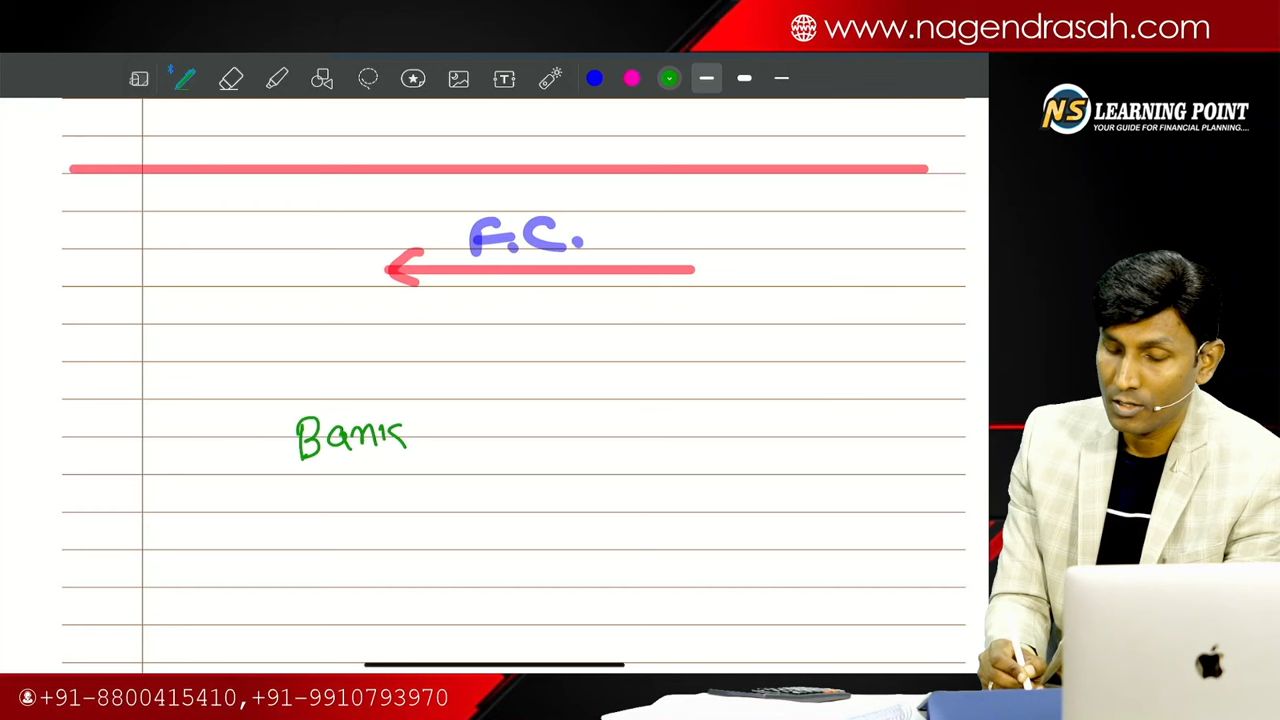 www.nagendrasah.com
NS LEARNING POINT
YOUR GUIDE FOR FINANCIAL PLANNING....
F.C.
Bank
+91-8800415410,+91-9910793970